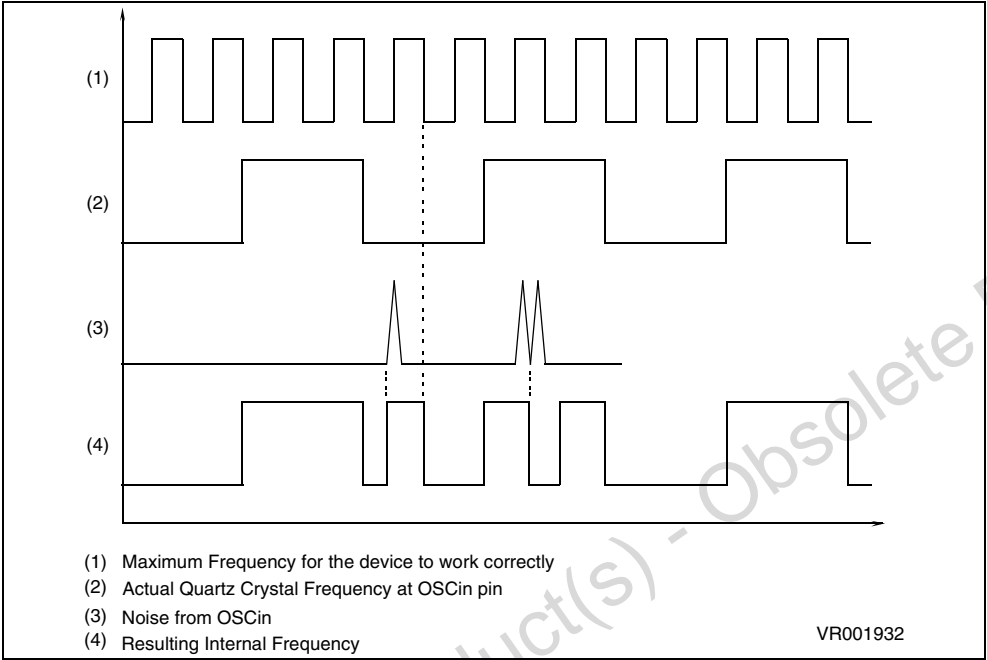 (1)
(2)
(3)
(4)
(1) Maximum Frequency for the device to work correctly
(2) Actual Quartz Crystal Frequency at OSCin pin
(3) Noise from OSCin
(4) Resulting Internal Frequency
VR001932
duct(s) - Obsolete